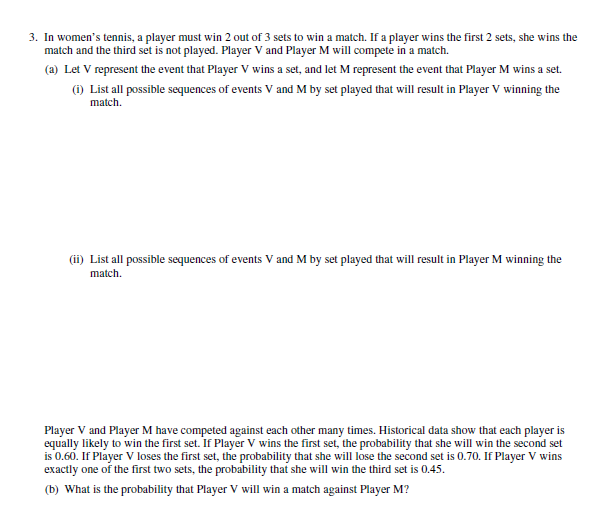 3. In women's tennis, a player must win 2 out of 3 sets to win a match. If a player wins the first 2 sets, she wins the
match and the third set is not played. Player V and Player M will compete in a match.
(a) Let V represent the event that Player V wins a set, and let M represent the event that Player M wins a set.
(i) List all possible sequences of events V and M by set played that will result in Player V winning the
match.
(ii) List all possible sequences of events V and M by set played that will result in Player M winning the
match.
Player V and Player M have competed against each other many times. Historical data show that each player is
equally likely to win the first set. If Player V wins the first set, the probability that she will win the second set
is 0.60. If Player V loses the first set, the probability that she will lose the second set is 0.70. If Player V wins
exactly one of the first two sets, the probability that she will win the third set is 0.45.
(b) What is the probability that Player V will win a match against Player M?